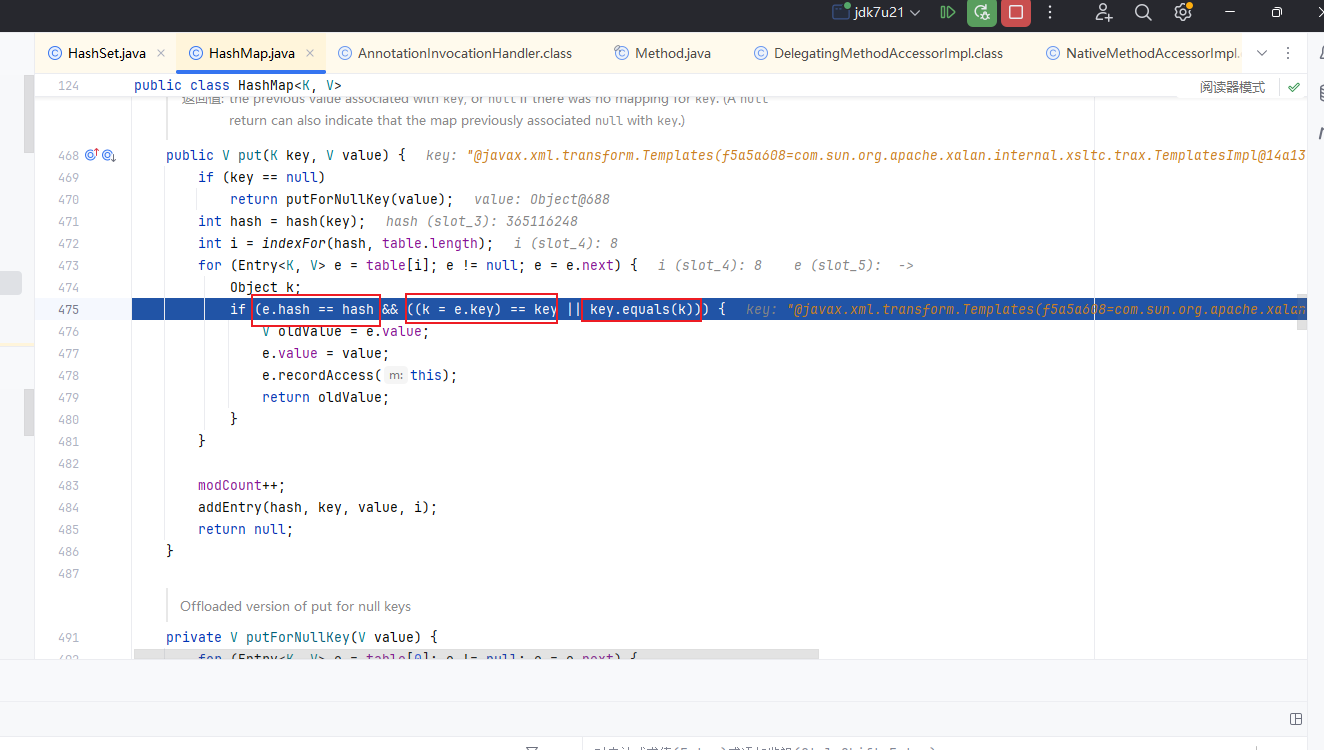 jdk7u21
HashSet.java
HashMap.java
AnnotationInvocationHandler.class
Method.java
DelegatingMethodAccessorImpl.class
NativeMethodAccessorImpl.
124 public class HashMap<K, V>
阅读器模式
返回值: the previous value associated with key, or null if there was no mapping for key. (A null
return can also indicate that the map previously associated null with key.)
468 public V put(K key, V value) { key: "@javax.xml.transform.Templates(f5a5a608=com.sun.org.apache.xalan.internal.xsltc.trax.TemplatesImpl@14a13
469 if (key == null)
470 return putForNullKey(value); value: Object@688
471 int hash = hash(key); hash (slot_3): 365116248
472 int i = indexFor(hash, table.length); i (slot_4): 8
473 for (Entry<K, V> e = table[i]; e != null; e = e.next) { i (slot_4): 8 e (slot_5): ->
474 Object k;
475 if (e.hash == hash && ((k = e.key) == key || key.equals(k))) { key: "@javax.xml.transform.Templates(f5a5a608=com.sun.org.apache.xalan
476 V oldValue = e.value;
477 e.value = value;
478 e.recordAccess( m: this);
479 return oldValue;
480 }
481 }
482
483 modCount++;
484 addEntry(hash, key, value, i);
485 return null;
486 }
487
Offloaded version of put for null keys
491 private V putForNullKey(V value) {
for (Entry<K, V> e = table[0]; e != null; e = e.next) {